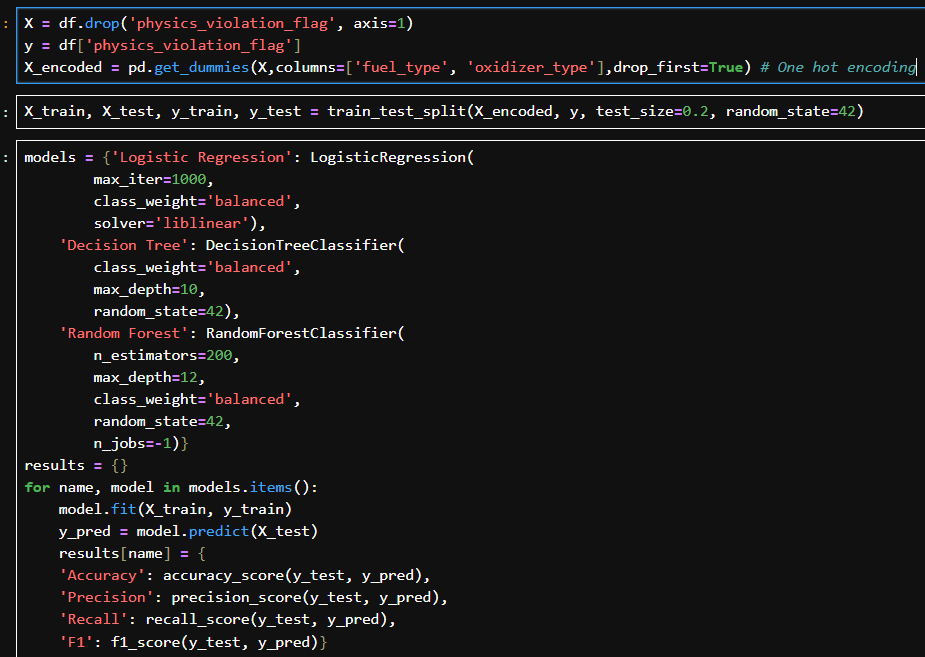 : X = df.drop('physics_violation_flag', axis=1)
y = df['physics_violation_flag']
X_encoded = pd.get_dummies(X,columns=['fuel_type', 'oxidizer_type'],drop_first=True) # One hot encoding
: X_train, X_test, y_train, y_test = train_test_split(X_encoded, y, test_size=0.2, random_state=42)
: models = {'Logistic Regression': LogisticRegression(
        max_iter=1000,
        class_weight='balanced',
        solver='liblinear'),
    'Decision Tree': DecisionTreeClassifier(
        class_weight='balanced',
        max_depth=10,
        random_state=42),
    'Random Forest': RandomForestClassifier(
        n_estimators=200,
        max_depth=12,
        class_weight='balanced',
        random_state=42,
        n_jobs=-1)}
results = {}
for name, model in models.items():
    model.fit(X_train, y_train)
    y_pred = model.predict(X_test)
    results[name] = {
    'Accuracy': accuracy_score(y_test, y_pred),
    'Precision': precision_score(y_test, y_pred),
    'Recall': recall_score(y_test, y_pred),
    'F1': f1_score(y_test, y_pred)}